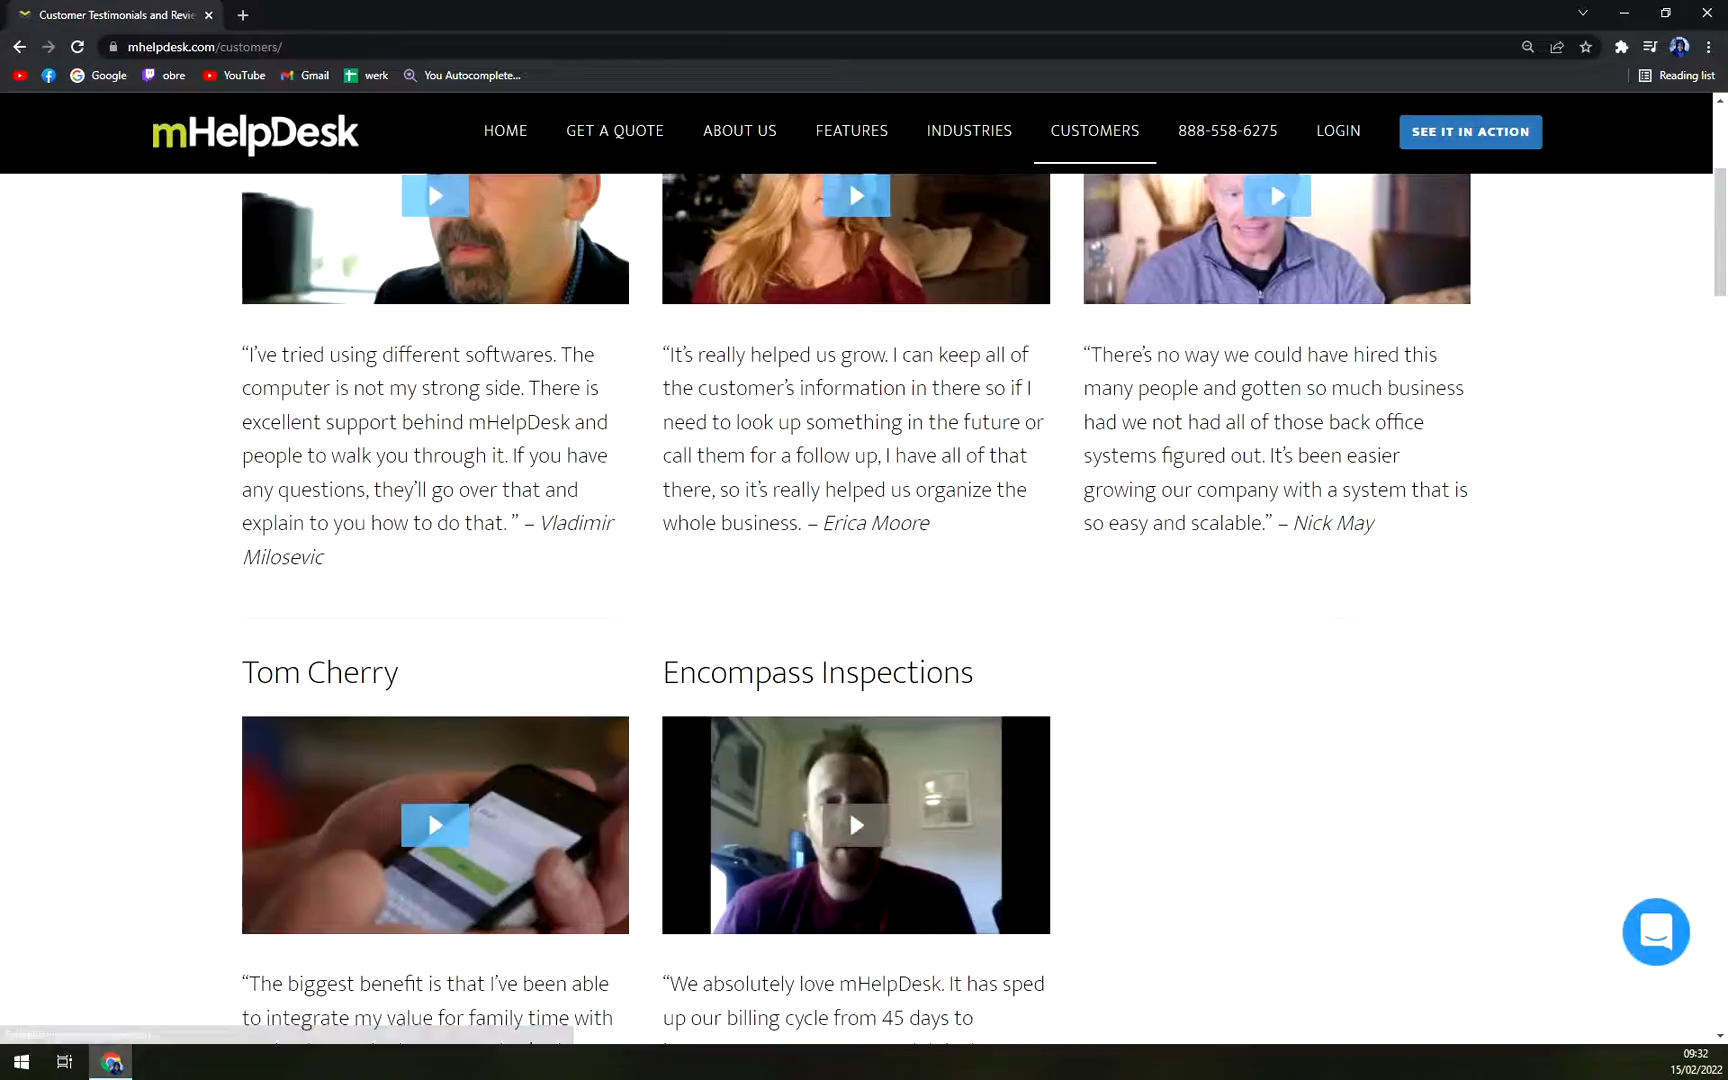 Customer Testimonials and Revie
mhelpdesk.com/customers/
Google
obre
YouTube
Gmail
werk
You Autocomplete...
Reading list
mHelpDesk
HOME
GET A QUOTE
ABOUT US
FEATURES
INDUSTRIES
CUSTOMERS
888-558-6275
LOGIN
SEE IT IN ACTION
“I’ve tried using different softwares. The
computer is not my strong side. There is
excellent support behind mHelpDesk and
people to walk you through it. If you have
any questions, they’ll go over that and
explain to you how to do that. ” – Vladimir
Milosevic
“It’s really helped us grow. I can keep all of
the customer’s information in there so if I
need to look up something in the future or
call them for a follow up, I have all of that
there, so it’s really helped us organize the
whole business. – Erica Moore
“There’s no way we could have hired this
many people and gotten so much business
had we not had all of those back office
systems figured out. It’s been easier
growing our company with a system that is
so easy and scalable.” – Nick May
Tom Cherry
“The biggest benefit is that I’ve been able
to integrate my value for family time with
Encompass Inspections
“We absolutely love mHelpDesk. It has sped
up our billing cycle from 45 days to
09:32
15/02/2022